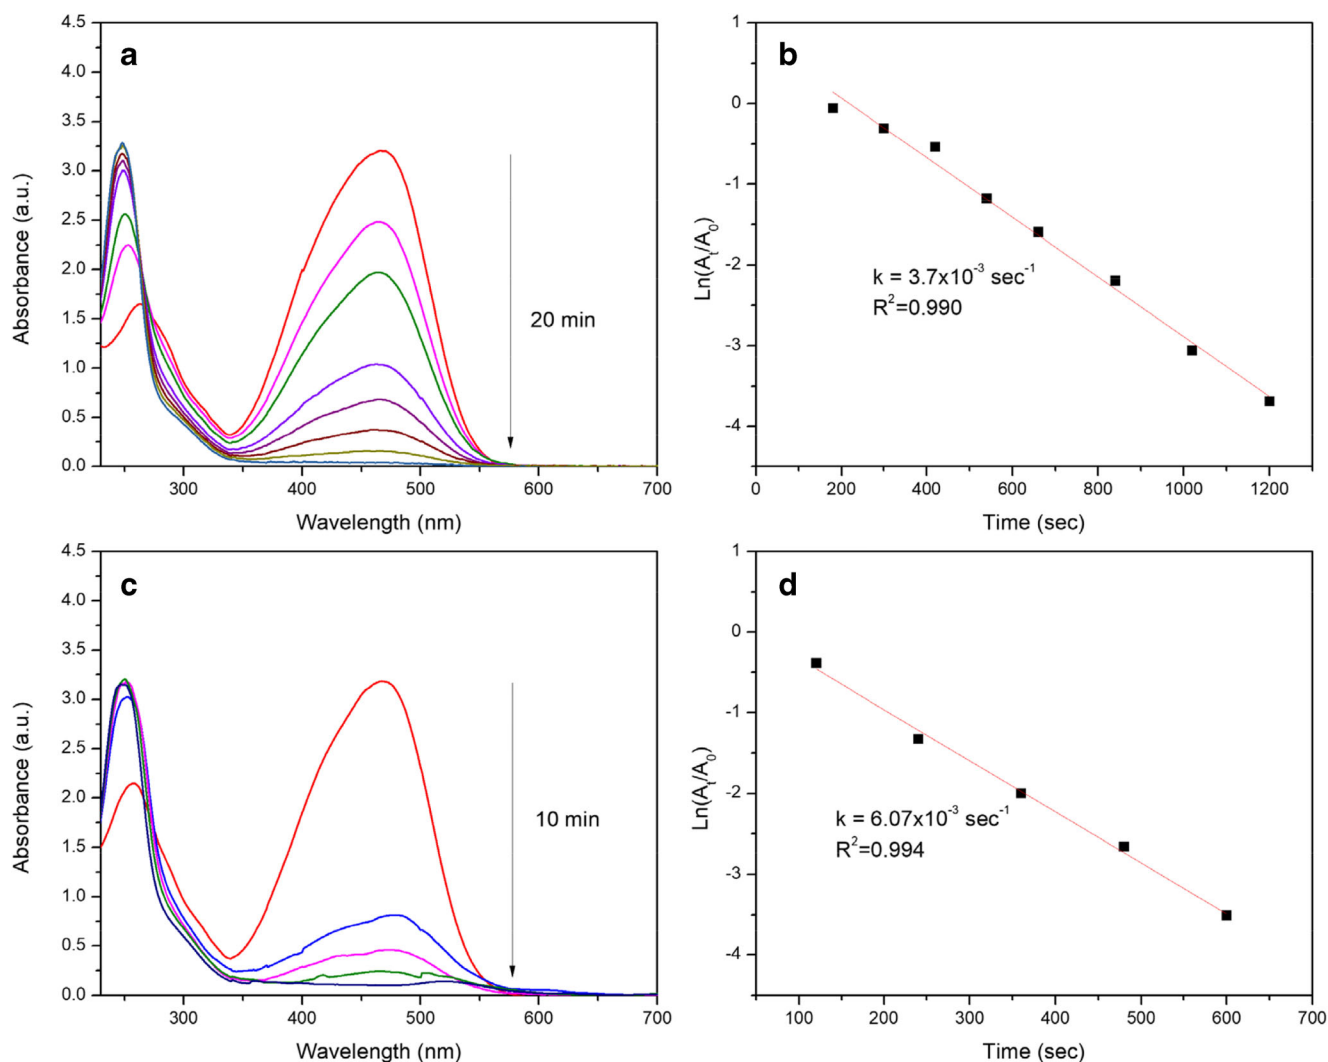 a
4.5
4.0
3.5
3.0
2.5
2.0
1.5
1.0
0.5
0.0
Absorbance (a.u.)
20 min
300 400 500 600 700
Wavelength (nm)
b
1
0
-1
-2
-3
-4
Ln(Aₜ/A₀)
k = 3.7x10⁻³ sec⁻¹
R²=0.990
0 200 400 600 800 1000 1200
Time (sec)
c
4.5
4.0
3.5
3.0
2.5
2.0
1.5
1.0
0.5
0.0
Absorbance (a.u.)
10 min
300 400 500 600 700
Wavelength (nm)
d
1
0
-1
-2
-3
-4
Ln(Aₜ/A₀)
k = 6.07x10⁻³ sec⁻¹
R²=0.994
100 200 300 400 500 600 700
Time (sec)